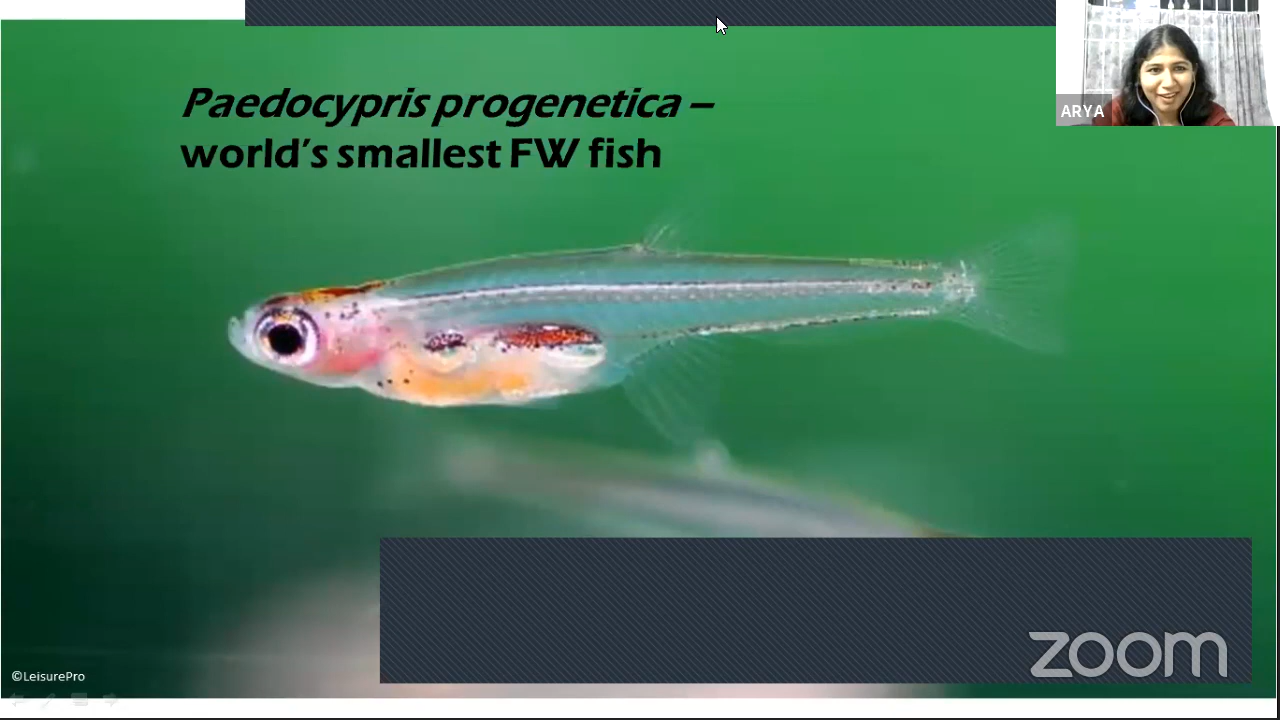 Paedocypris progenetica –
world's smallest FW fish
ARYA
zoom
©LeisurePro